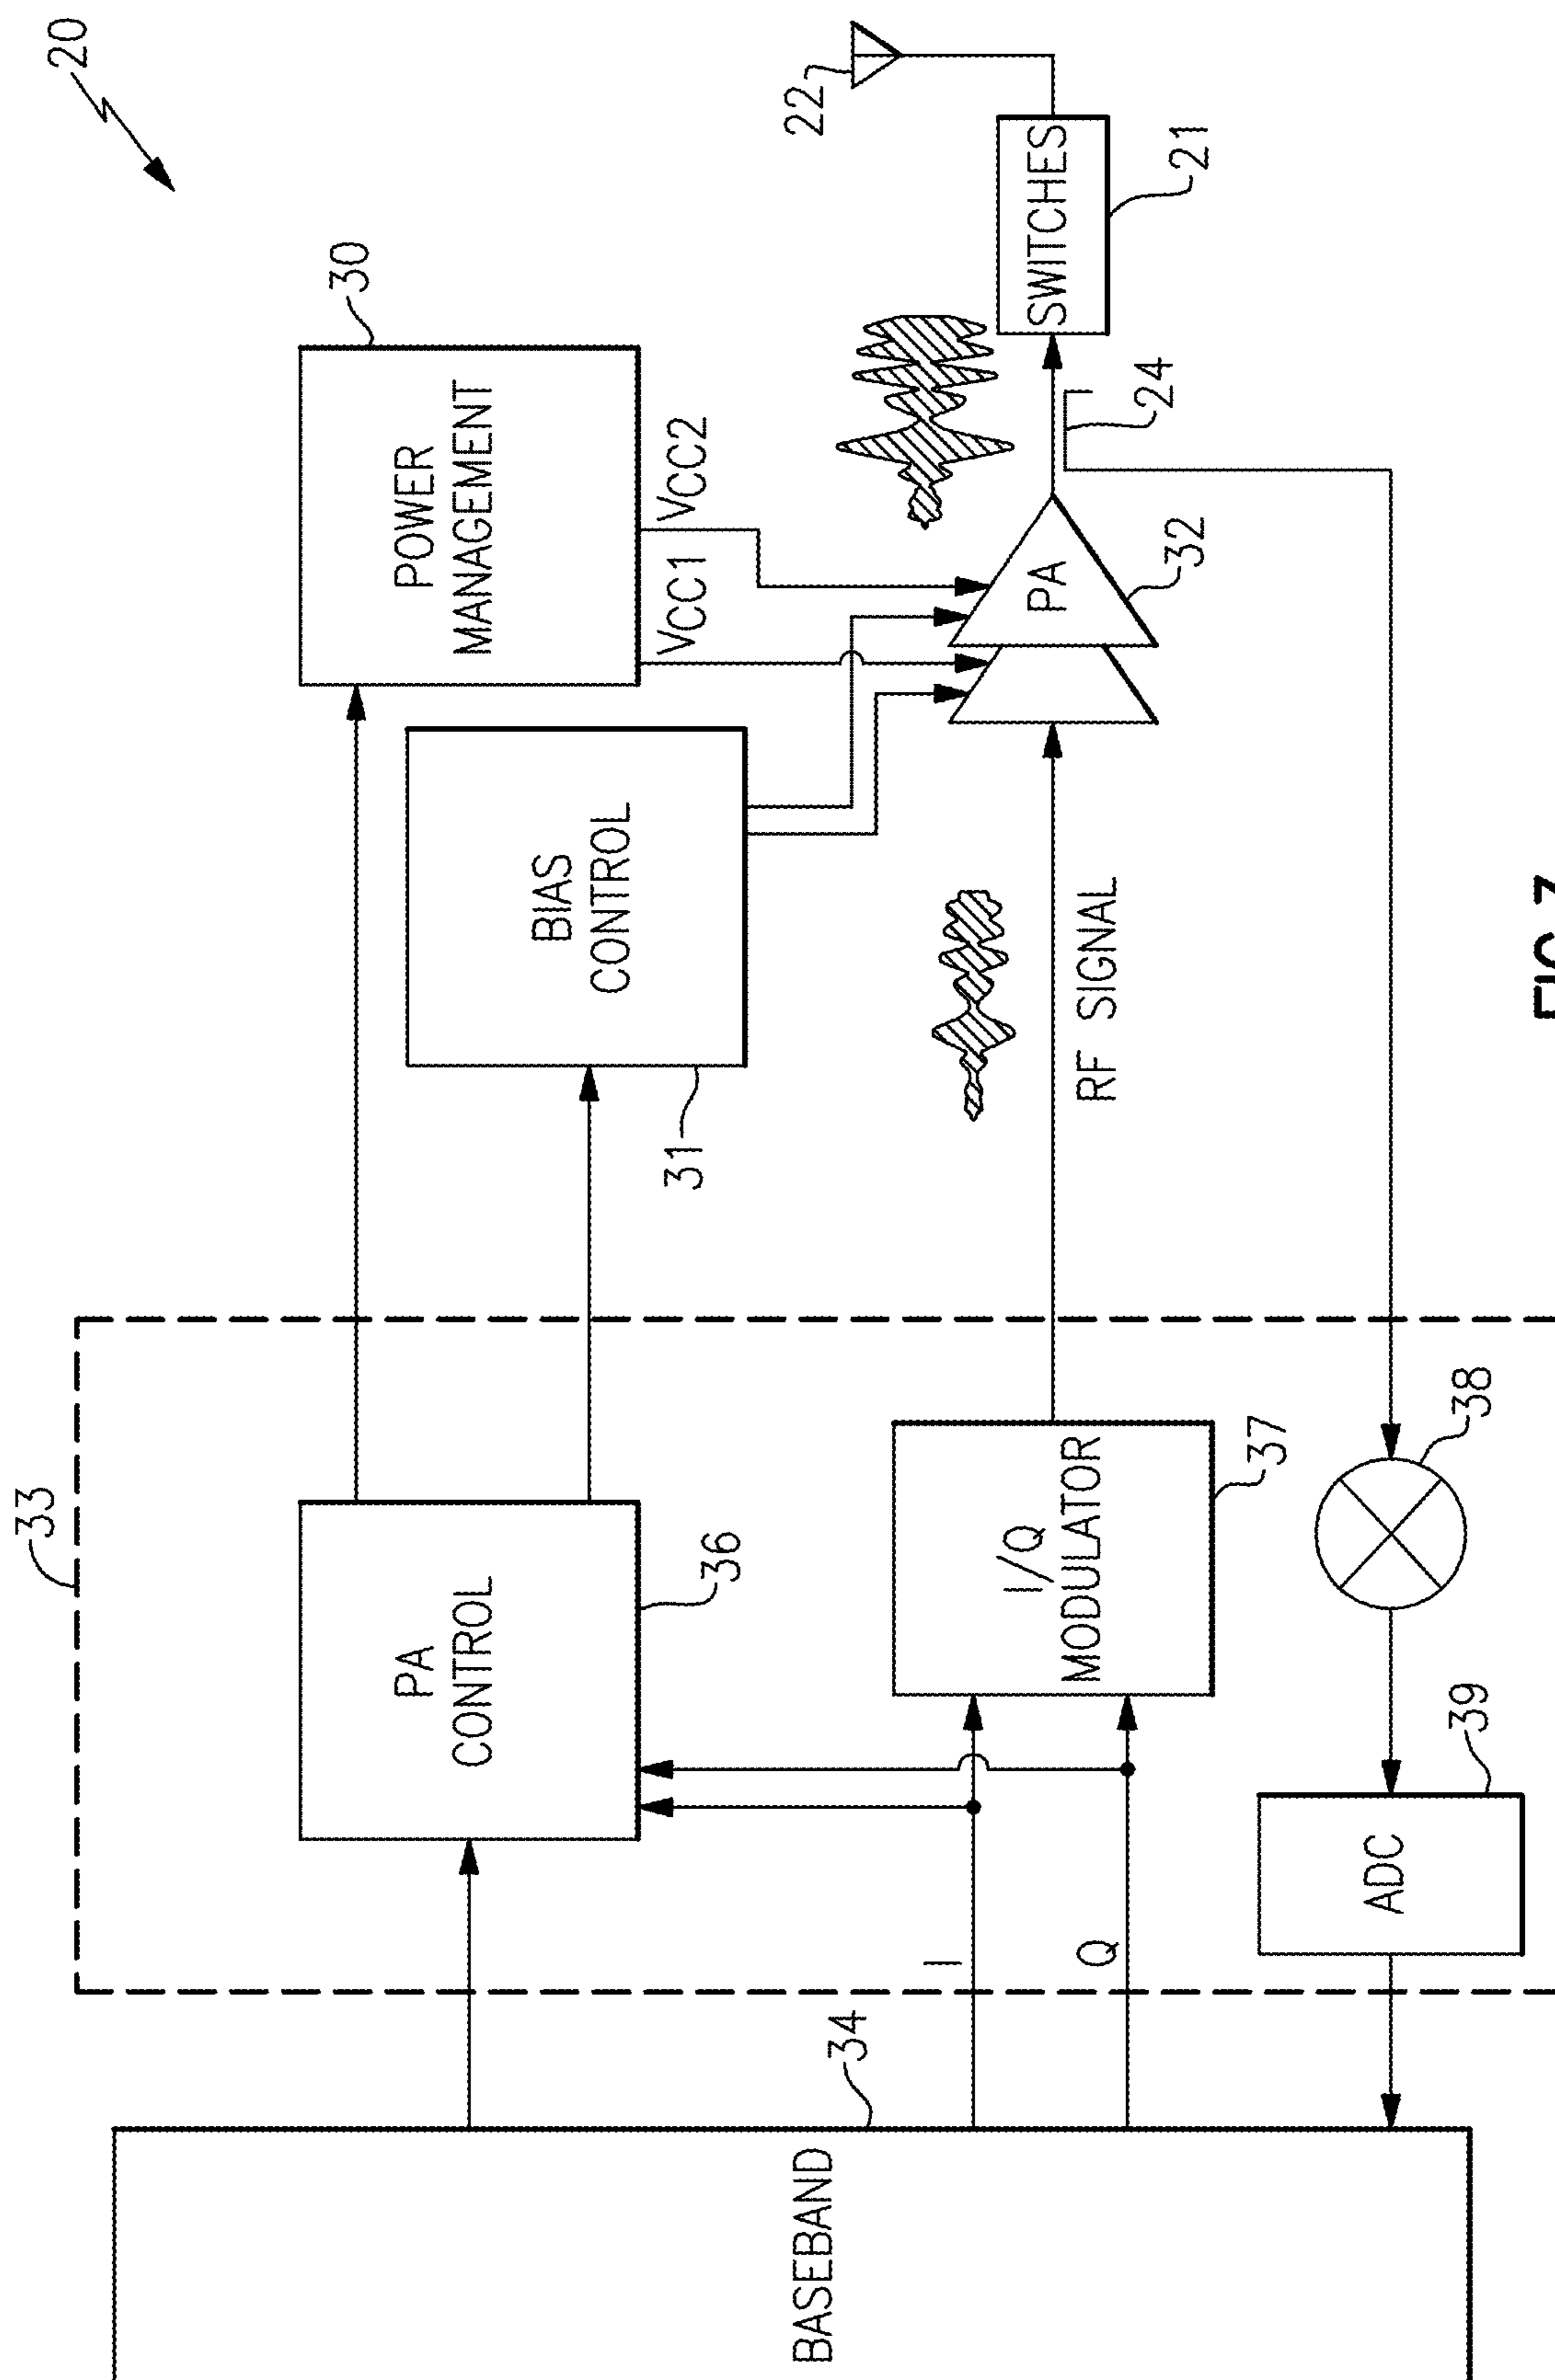 20
33
30
POWER
MANAGEMENT
PA
CONTROL
36
BIAS
CONTROL
31
VCC1
VCC2
22
34
BASEBAND
I
Q
I/Q
MODULATOR
37
RF SIGNAL
PA
32
SWITCHES
21
24
38
ADC
39